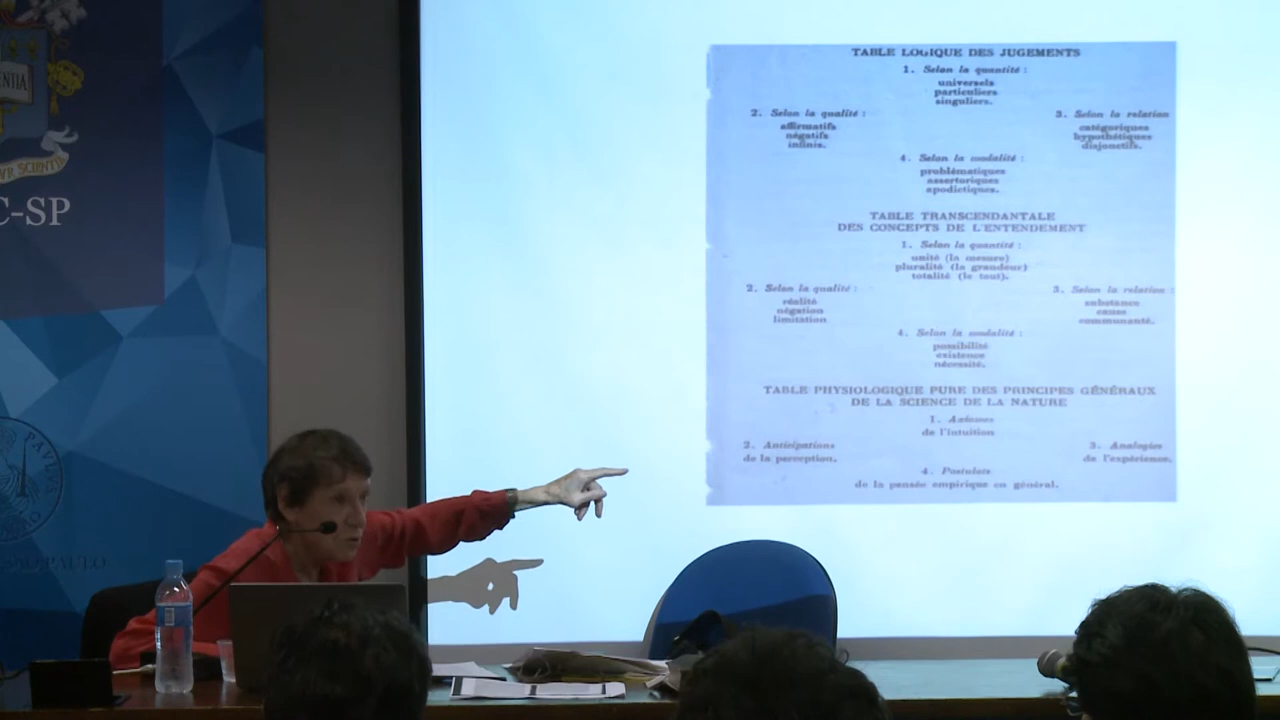 C-SP
TABLE LOGIQUE DES JUGEMENTS
1. Selon la quantité :
universels
particuliers
singuliers.
2. Selon la qualité :
affirmatifs
négatifs
infinis.
3. Selon la relation
catégoriques
hypothétiques
disjonctifs.
4. Selon la modalité :
problématiques
assertoriques
apodictiques.
TABLE TRANSCENDANTALE
DES CONCEPTS DE L'ENTENDEMENT
1. Selon la quantité :
unité (la mesure)
pluralité (la grandeur)
totalité (le tout).
2. Selon la qualité :
réalité
négation
limitation
3. Selon la relation :
substance
cause
communauté.
4. Selon la modalité :
possibilité
existence
nécessité.
TABLE PHYSIOLOGIQUE PURE DES PRINCIPES GÉNÉRAUX
DE LA SCIENCE DE LA NATURE
1. Axiomes
de l'intuition
2. Anticipations
de la perception.
3. Analogies
de l'expérience.
4. Postulats
de la pensée empirique en général.